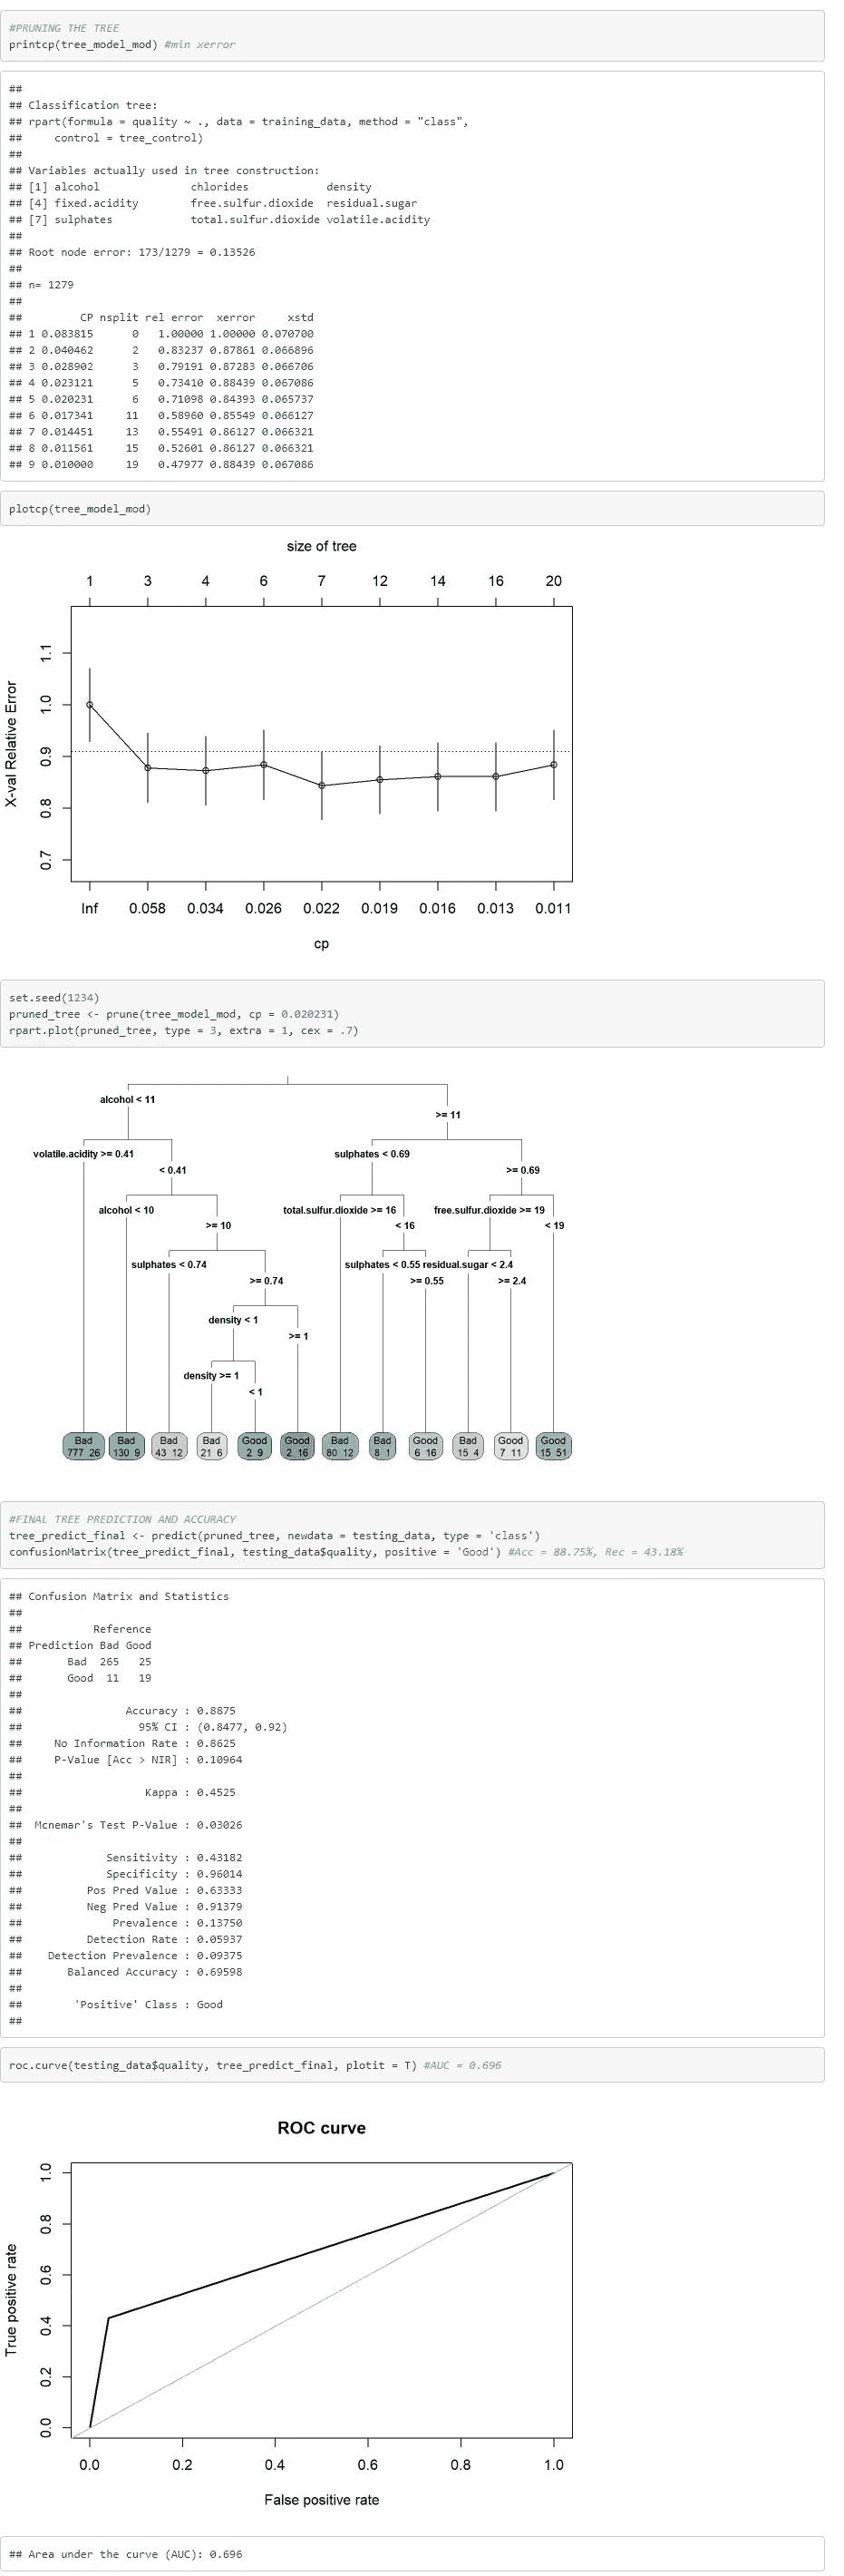 #PRUNING THE TREE
printcp(tree_model_mod) #min xerror
##
## Classification tree:
## rpart(formula = quality ~ ., data = training_data, method = "class",
##     control = tree_control)
##
## Variables actually used in tree construction:
## [1] alcohol              chlorides            density
## [4] fixed.acidity        free.sulfur.dioxide  residual.sugar
## [7] sulphates            total.sulfur.dioxide volatile.acidity
##
## Root node error: 173/1279 = 0.13526
##
## n= 1279
##
##         CP nsplit rel error  xerror     xstd
## 1 0.083815      0   1.00000 1.00000 0.070700
## 2 0.040462      2   0.83237 0.87861 0.066896
## 3 0.028902      3   0.79191 0.87283 0.066706
## 4 0.023121      5   0.73410 0.88439 0.067086
## 5 0.020231      6   0.71098 0.84393 0.065737
## 6 0.017341     11   0.58960 0.85549 0.066127
## 7 0.014451     13   0.55491 0.86127 0.066321
## 8 0.011561     15   0.52601 0.86127 0.066321
## 9 0.010000     19   0.47977 0.88439 0.067086
plotcp(tree_model_mod)
size of tree
1 3 4 6 7 12 14 16 20
X-val Relative Error
1.1
1.0
0.9
0.8
0.7
Inf 0.058 0.034 0.026 0.022 0.019 0.016 0.013 0.011
cp
set.seed(1234)
pruned_tree <- prune(tree_model_mod, cp = 0.020231)
rpart.plot(pruned_tree, type = 3, extra = 1, cex = .7)
alcohol < 11
>= 11
volatile.acidity >= 0.41 sulphates < 0.69
< 0.41 >= 0.69
alcohol < 10 total.sulfur.dioxide >= 16 free.sulfur.dioxide >= 19
>= 10 < 16 < 19
sulphates < 0.74 sulphates < 0.55 residual.sugar < 2.4
>= 0.74 >= 0.55 >= 2.4
density < 1
>= 1
density >= 1
< 1
Bad Bad Bad Bad Good Good Bad Bad Good Bad Good Good
777 26 130 9 43 12 21 6 2 9 2 16 80 12 8 1 6 16 15 4 7 11 15 51
#FINAL TREE PREDICTION AND ACCURACY
tree_predict_final <- predict(pruned_tree, newdata = testing_data, type = 'class')
confusionMatrix(tree_predict_final, testing_data$quality, positive = 'Good') #Acc = 88.75%, Rec = 43.18%
## Confusion Matrix and Statistics
##
##           Reference
## Prediction Bad Good
##       Bad  265   25
##       Good  11   19
##
##                Accuracy : 0.8875
##                  95% CI : (0.8477, 0.92)
##     No Information Rate : 0.8625
##     P-Value [Acc > NIR] : 0.10964
##
##                   Kappa : 0.4525
##
##  Mcnemar's Test P-Value : 0.03026
##
##             Sensitivity : 0.43182
##             Specificity : 0.96014
##          Pos Pred Value : 0.63333
##          Neg Pred Value : 0.91379
##              Prevalence : 0.13750
##          Detection Rate : 0.05937
##    Detection Prevalence : 0.09375
##       Balanced Accuracy : 0.69598
##
##        'Positive' Class : Good
##
roc.curve(testing_data$quality, tree_predict_final, plotit = T) #AUC = 0.696
ROC curve
True positive rate
1.0
0.8
0.6
0.4
0.2
0.0
0.0 0.2 0.4 0.6 0.8 1.0
False positive rate
## Area under the curve (AUC): 0.696